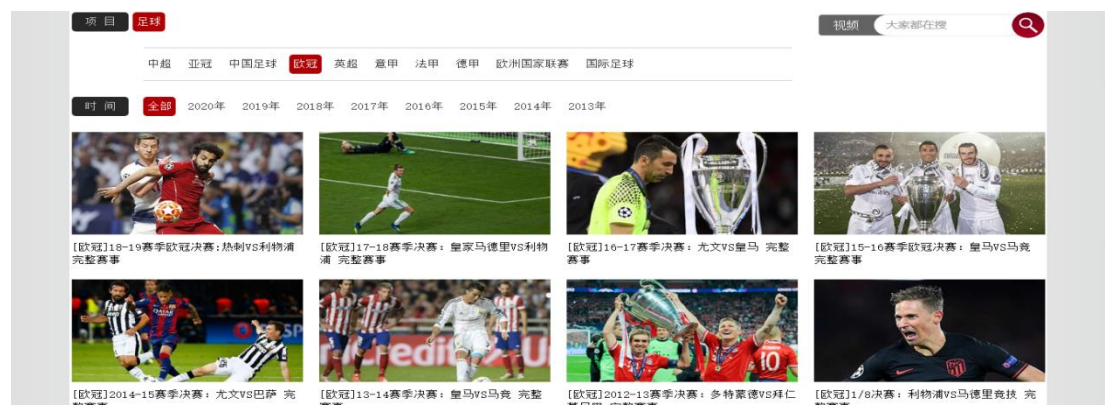 项 目 足球 视频 大家都在搜
中超 亚冠 中国足球 欧冠 英超 意甲 法甲 德甲 欧洲国家联赛 国际足球
时 间 全部 2020年 2019年 2018年 2017年 2016年 2015年 2014年 2013年
[欧冠]18-19赛季欧冠决赛:热刺VS利物浦
完整赛事
[欧冠]17-18赛季决赛：皇家马德里VS利物
浦 完整赛事
[欧冠]16-17赛季决赛：尤文VS皇马 完整
赛事
[欧冠]15-16赛季欧冠决赛：皇马VS马竞
完整赛事
[欧冠]2014-15赛季决赛：尤文VS巴萨 完
[欧冠]13-14赛季决赛：皇马VS马竞 完整
[欧冠]2012-13赛季决赛：多特蒙德VS拜仁
[欧冠]1/8决赛：利物浦VS马德里竞技 完